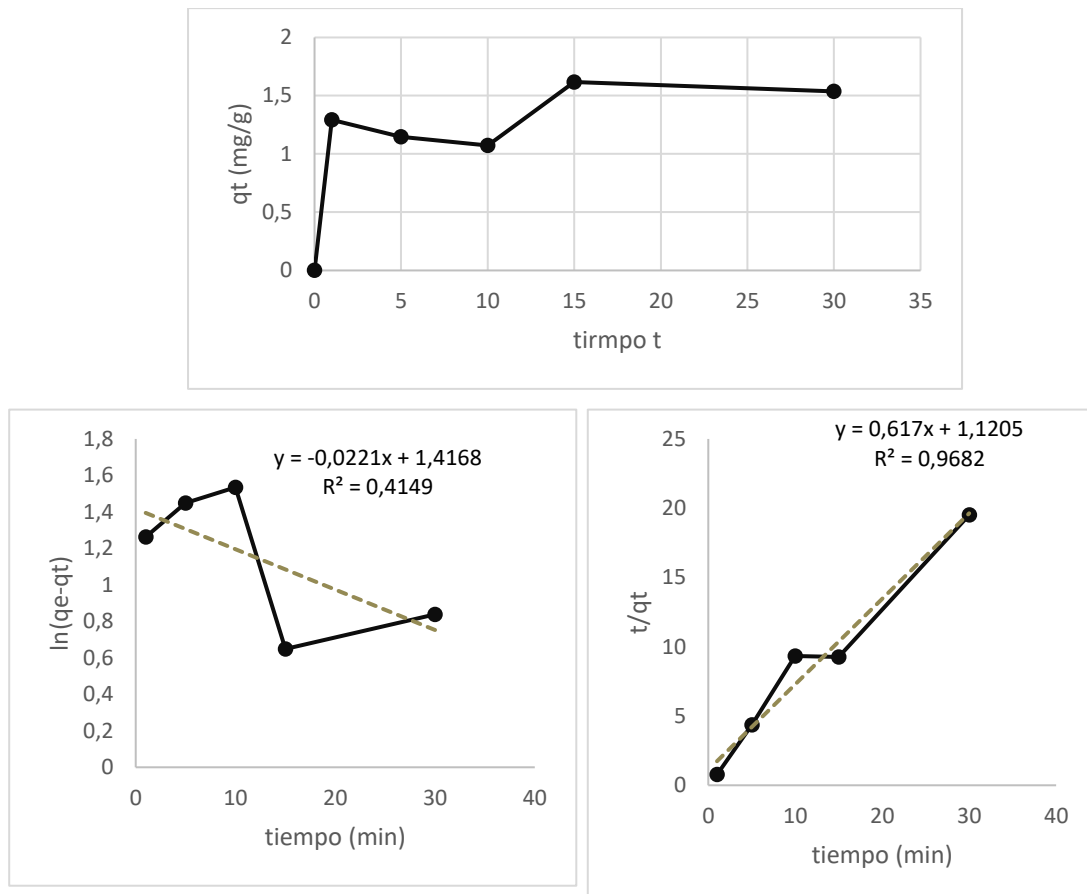 2
1,5
1
0,5
0
0 5 10 15 20 25 30 35
qt (mg/g)
tirmpo t
y = -0,0221x + 1,4168
R² = 0,4149
1,8
1,6
1,4
1,2
1
0,8
0,6
0,4
0,2
0
0 10 20 30 40
ln(qe-qt)
tiempo (min)
y = 0,617x + 1,1205
R² = 0,9682
25
20
15
10
5
0
0 10 20 30 40
t/qt
tiempo (min)